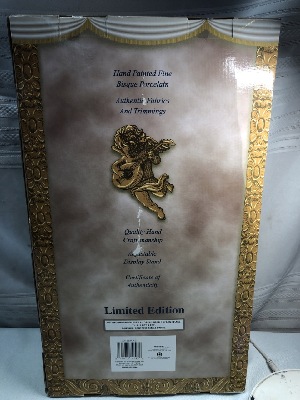 Hand Painted Fine
Bisque Porcelain
Authentic Fabrics
And Trimmings
Quality Hand
Craftsmanship
Adjustable
Display Stand
Certificate of
Authenticity
Limited Edition